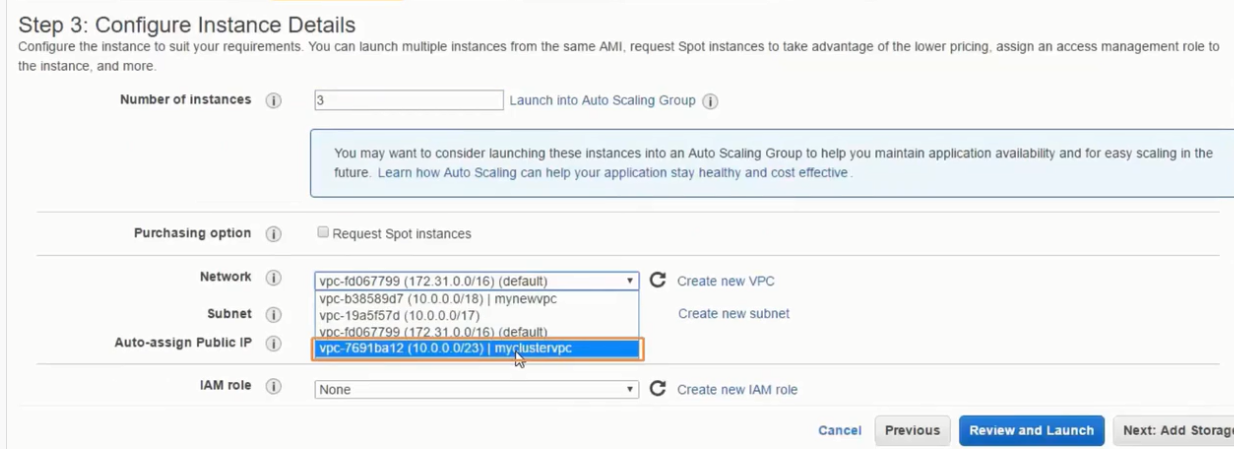 Step 3: Configure Instance Details
Configure the instance to suit your requirements. You can launch multiple instances from the same AMI, request Spot instances to take advantage of the lower pricing, assign an access management role to
the instance, and more.
Number of instances i 3 Launch into Auto Scaling Group i
You may want to consider launching these instances into an Auto Scaling Group to help you maintain application availability and for easy scaling in the
future. Learn how Auto Scaling can help your application stay healthy and cost effective.
Purchasing option i Request Spot instances
Network i vpc-fd067799 (172.31.0.0/16) (default) Create new VPC
vpc-b38589d7 (10.0.0.0/18) | mynewvpc
Subnet i vpc-19a5f57d (10.0.0.0/17) Create new subnet
vpc-fd067799 (172.31.0.0/16) (default)
Auto-assign Public IP i vpc-7691ba12 (10.0.0.0/23) | myclustervpc
IAM role i None Create new IAM role
Cancel Previous Review and Launch Next: Add Storage